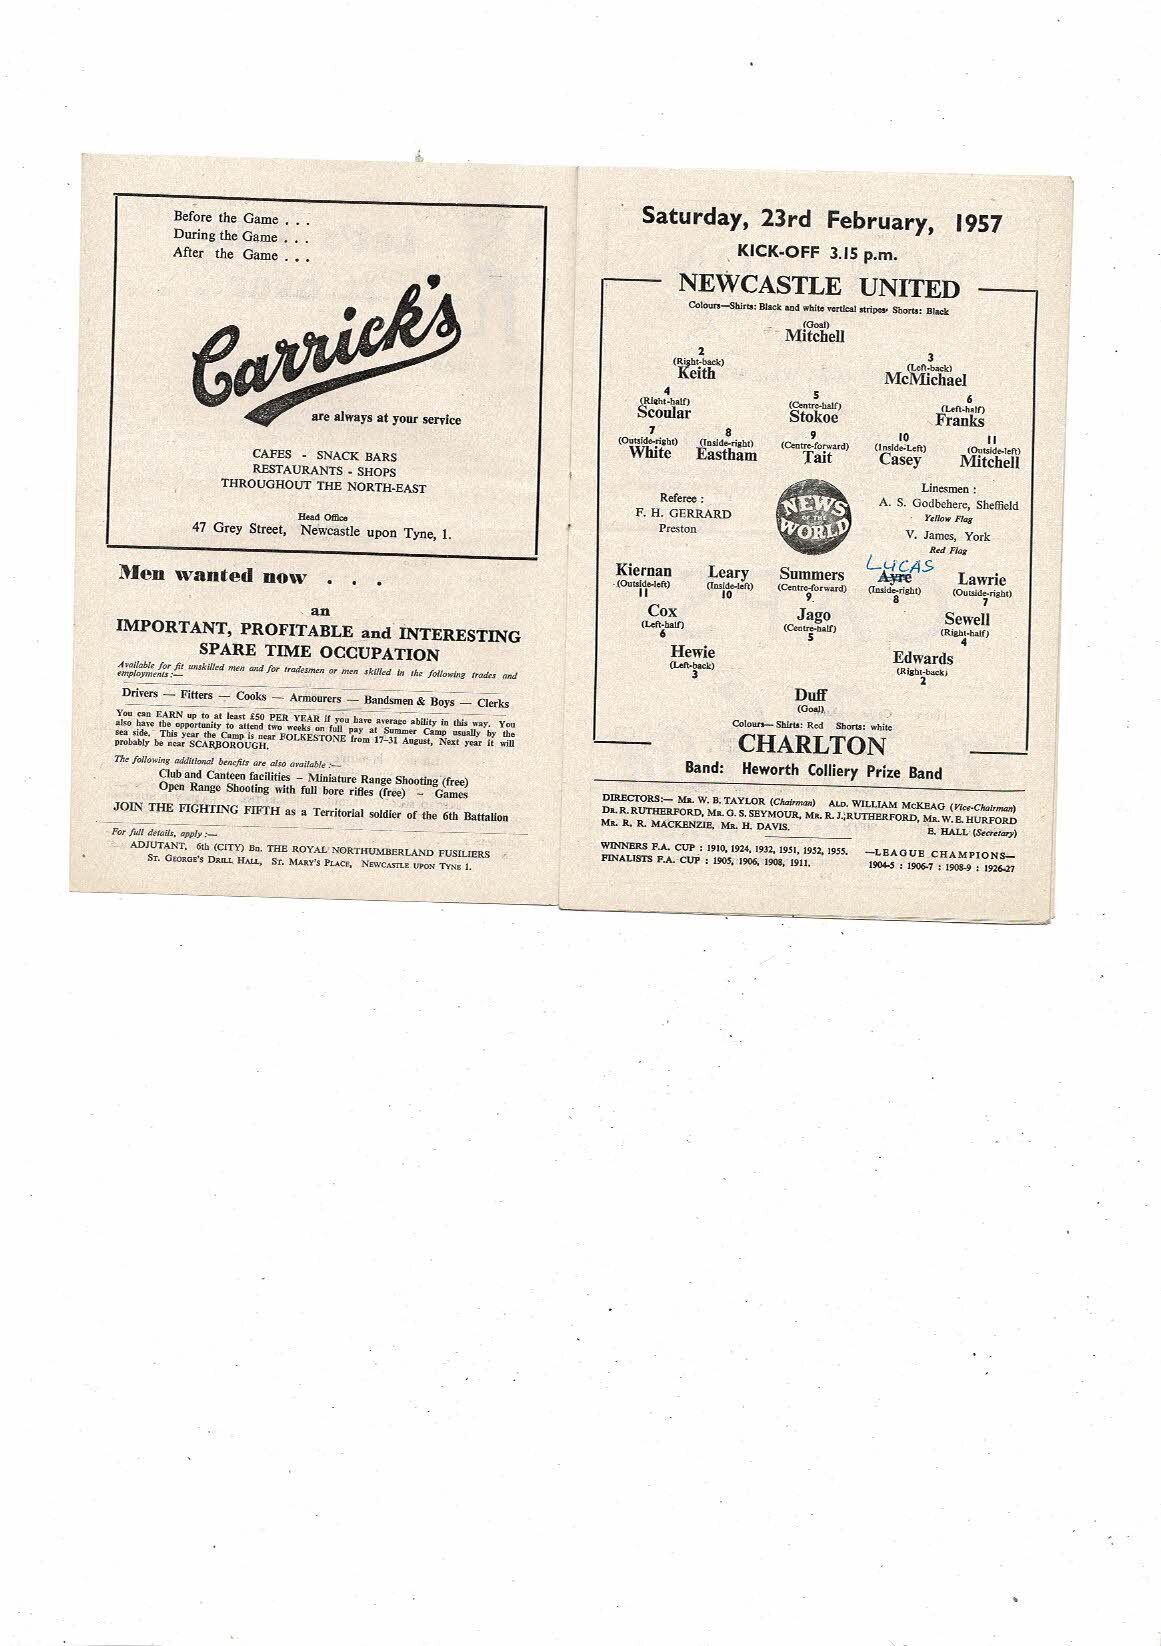 Before the Game . . .
During the Game . . .
After the Game . . .
Carrick's
are always at your service
CAFES - SNACK BARS
RESTAURANTS - SHOPS
THROUGHOUT THE NORTH-EAST
Head Office
47 Grey Street, Newcastle upon Tyne, 1.
Men wanted now . . .
an
IMPORTANT, PROFITABLE and INTERESTING
SPARE TIME OCCUPATION
Available for fit unskilled men and for tradesmen or men skilled in the following trades and
employments :—
Drivers — Fitters — Cooks — Armourers — Bandsmen & Boys — Clerks
You can EARN up to at least £50 PER YEAR if you have average ability in this way. You
also have the opportunity to attend two weeks on full pay at Summer Camp usually by the
sea side. This year the Camp is near FOLKESTONE from 17–31 August, Next year it will
probably be near SCARBOROUGH.
The following additional benefits are also available :—
Club and Canteen facilities – Miniature Range Shooting (free)
Open Range Shooting with full bore rifles (free) – Games
JOIN THE FIGHTING FIFTH as a Territorial soldier of the 6th Battalion
For full details, apply :—
ADJUTANT, 6th (CITY) Bn. THE ROYAL NORTHUMBERLAND FUSILIERS
ST. GEORGE'S DRILL HALL, ST. MARY'S PLACE, NEWCASTLE UPON TYNE 1.
Saturday, 23rd February, 1957
KICK-OFF 3.15 p.m.
NEWCASTLE UNITED
Colours—Shirts: Black and white vertical stripes. Shorts: Black
(Goal)
Mitchell
2 3
(Right-back) (Left-back)
Keith McMichael
4 5 6
(Right-half) (Centre-half) (Left-half)
Scoular Stokoe Franks
7 8 9 10 11
(Outside-right) (Inside-right) (Centre-forward) (Inside-Left) (Outside-left)
White Eastham Tait Casey Mitchell
Referee :
F. H. GERRARD
Preston
NEWS
OF THE
WORLD
Linesmen :
A. S. Godbehere, Sheffield
Yellow Flag
V. James, York
Red Flag
LUCAS
Kiernan Leary Summers Ayre Lawrie
(Outside-left) (Inside-left) (Centre-forward) (Inside-right) (Outside-right)
11 10 9 8 7
Cox Jago Sewell
(Left-half) (Centre-half) (Right-half)
6 5 4
Hewie Edwards
(Left-back) (Right-back)
3 2
Duff
(Goal)
Colours— Shirts: Red Shorts: white
CHARLTON
Band: Heworth Colliery Prize Band
DIRECTORS:— MR. W. B. TAYLOR (Chairman) ALD. WILLIAM McKEAG (Vice-Chairman)
DR. R. RUTHERFORD, MR. G. S. SEYMOUR, MR. R. J. RUTHERFORD, MR. W. E. HURFORD
MR. R. R. MACKENZIE, MR. H. DAVIS. E. HALL (Secretary)
WINNERS F.A. CUP : 1910, 1924, 1932, 1951, 1952, 1955.
FINALISTS F.A. CUP : 1905, 1906, 1908, 1911.
—LEAGUE CHAMPIONS—
1904-5 : 1906-7 : 1908-9 : 1926-27